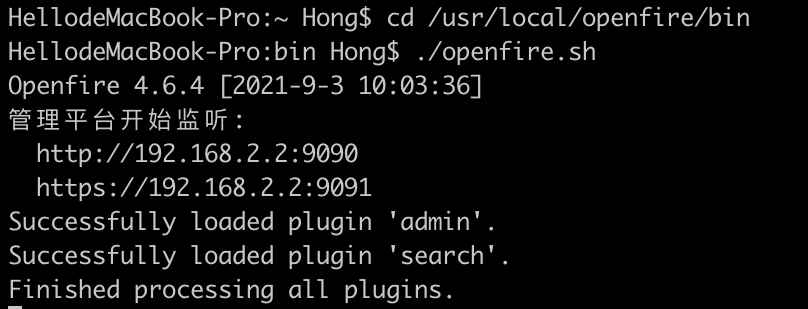 HellodeMacBook-Pro:~ Hong$ cd /usr/local/openfire/bin
HellodeMacBook-Pro:bin Hong$ ./openfire.sh
Openfire 4.6.4 [2021-9-3 10:03:36]
管理平台开始监听:
  http://192.168.2.2:9090
  https://192.168.2.2:9091
Successfully loaded plugin 'admin'.
Successfully loaded plugin 'search'.
Finished processing all plugins.